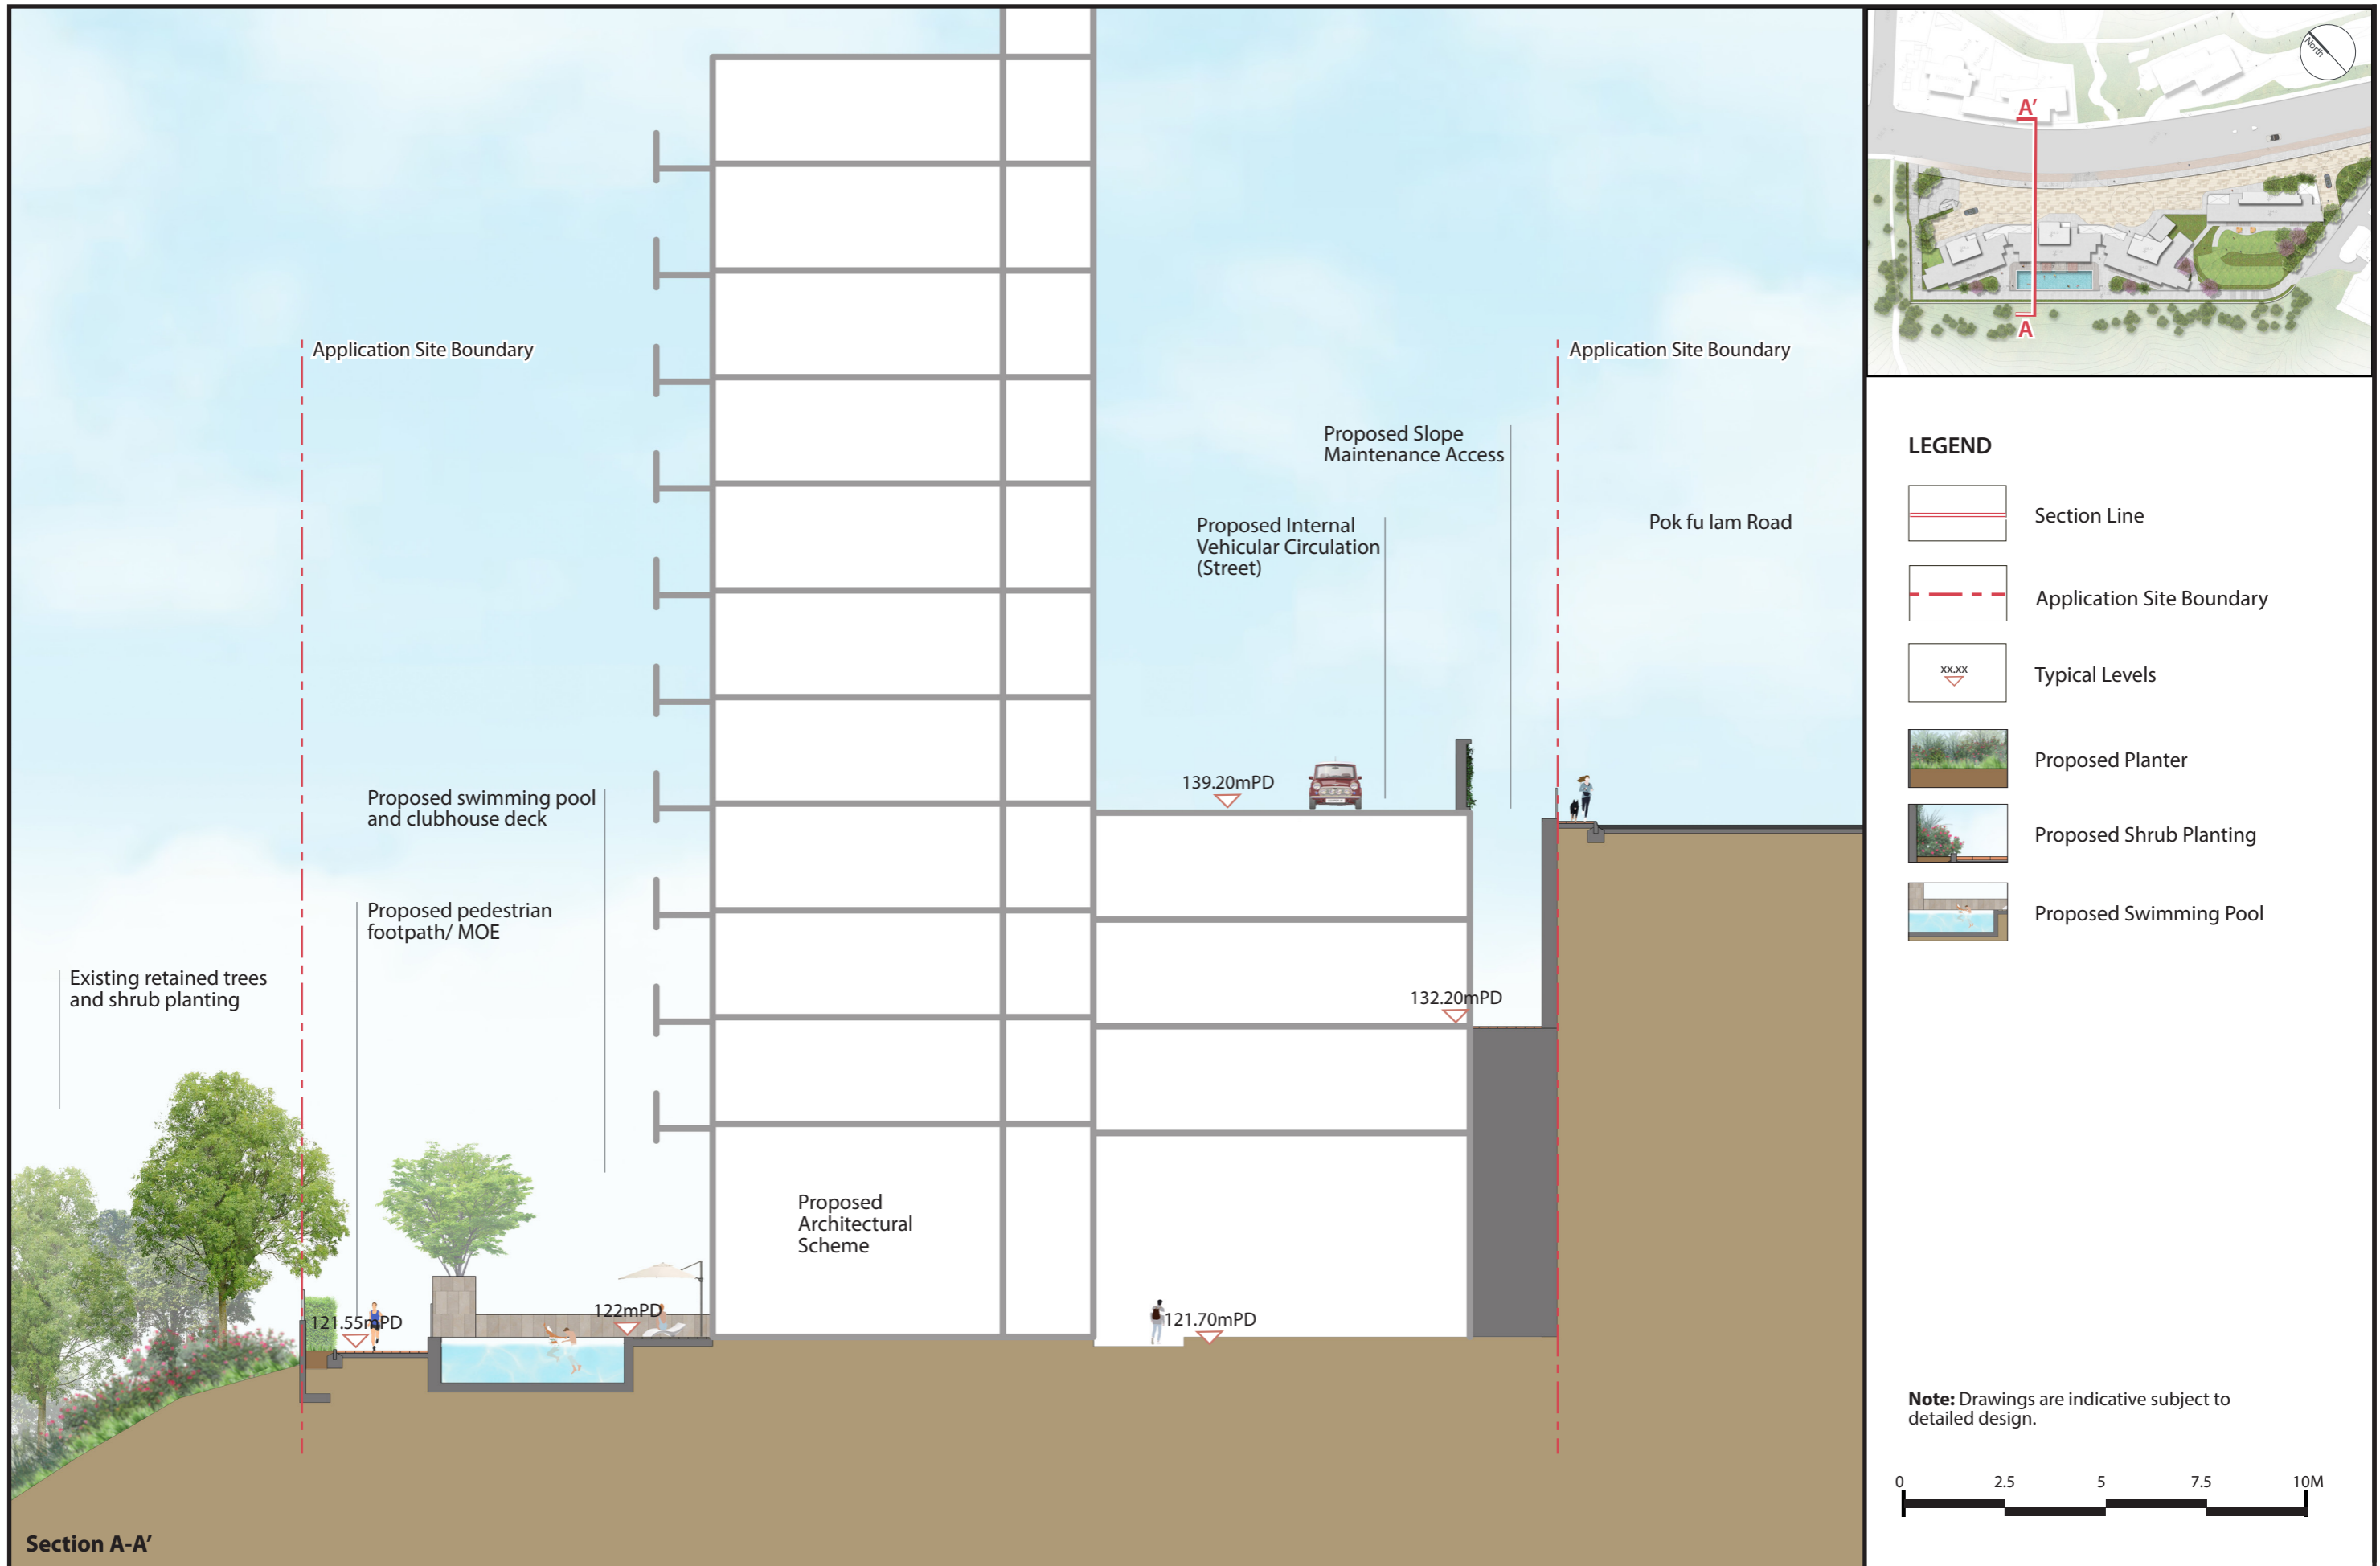 Application Site Boundary
Application Site Boundary
Proposed Slope
Maintenance Access
Proposed Internal
Vehicular Circulation
(Street)
Pok fu lam Road
139.20mPD
Proposed swimming pool
and clubhouse deck
Proposed pedestrian
footpath/ MOE
Existing retained trees
and shrub planting
132.20mPD
Proposed
Architectural
Scheme
121.55mPD
122mPD
121.70mPD
Section A-A’
North
A’
A
LEGEND
Section Line
Application Site Boundary
xx.xx
Typical Levels
Proposed Planter
Proposed Shrub Planting
Proposed Swimming Pool
Note: Drawings are indicative subject to
detailed design.
0 2.5 5 7.5 10M